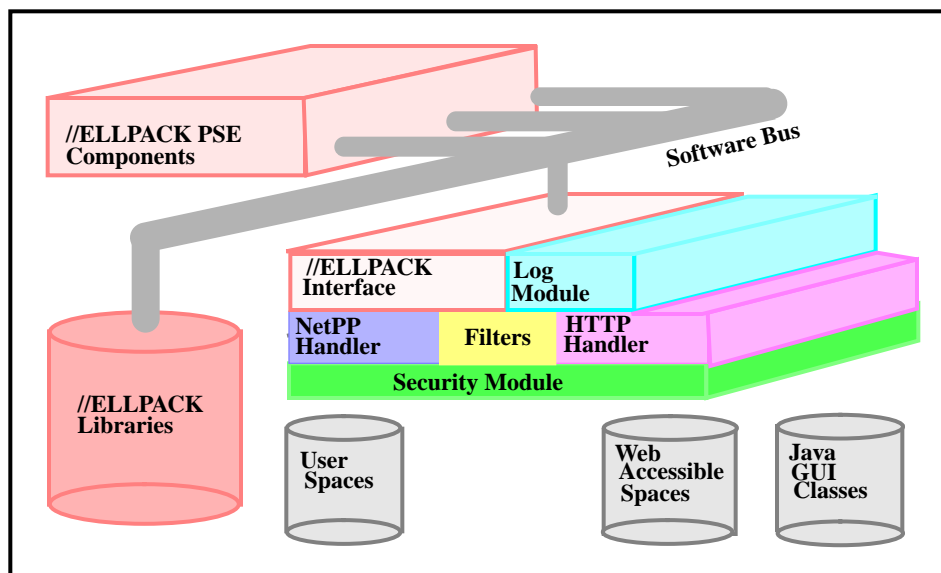 //ELLPACK PSE
Components
Software Bus
//ELLPACK
Interface
Log
Module
NetPP
Handler
Filters
HTTP
Handler
Security Module
//ELLPACK
Libraries
User
Spaces
Web
Accessible
Spaces
Java
GUI
Classes